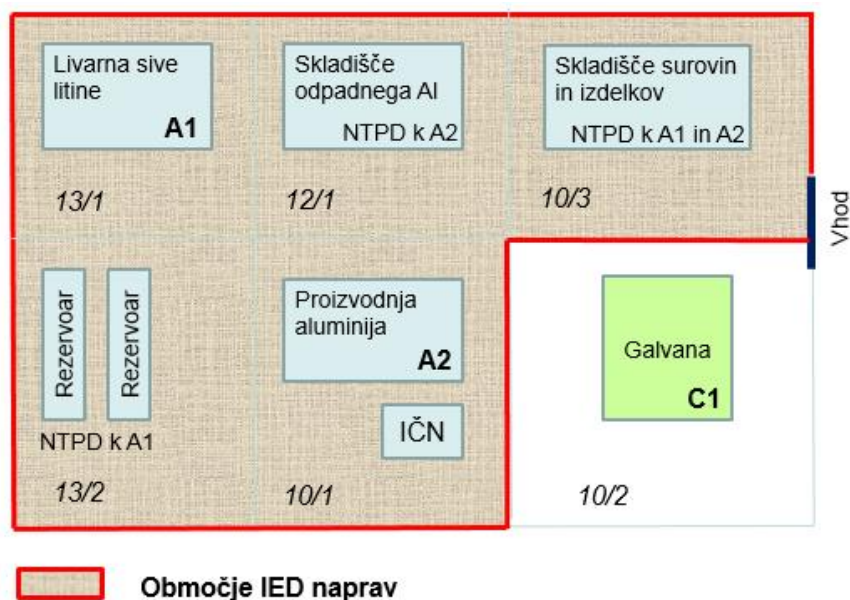 Livarna sive
litine
A1
13/1
Skladišče
odpadnega Al
NTPD k A2
12/1
Skladišče surovin
in izdelkov
NTPD k A1 in A2
10/3
Vhod
Rezervoar
Rezervoar
NTPD k A1
13/2
Proizvodnja
aluminija
A2
IČN
10/1
Galvana
C1
10/2
Območje IED naprav